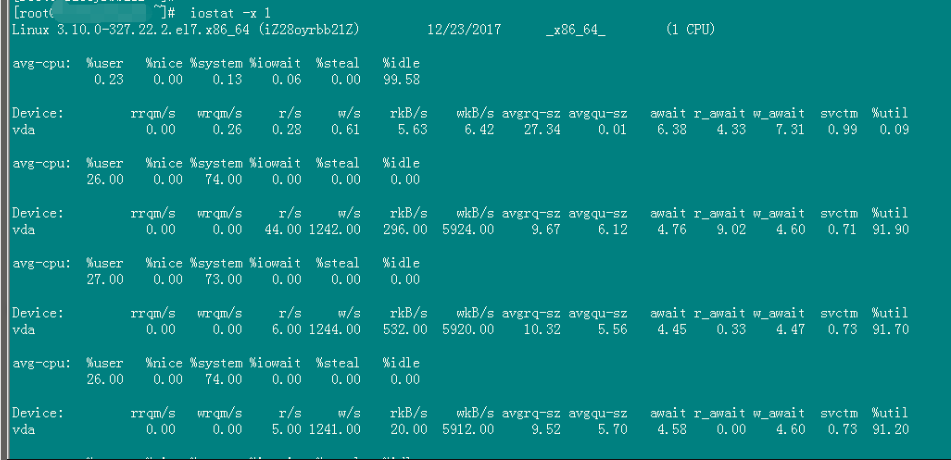 [root@ ~]# iostat -x 1
Linux 3.10.0-327.22.2.el7.x86_64 (iZ28oyrbb21Z) 12/23/2017 _x86_64_ (1 CPU)
avg-cpu: %user %nice %system %iowait %steal %idle
0.23 0.00 0.13 0.06 0.00 99.58
Device: rrqm/s wrqm/s r/s w/s rkB/s wkB/s avgrq-sz avgqu-sz await r_await w_await svctm %util
vda 0.00 0.26 0.28 0.61 5.63 6.42 27.34 0.01 6.38 4.33 7.31 0.99 0.09
avg-cpu: %user %nice %system %iowait %steal %idle
26.00 0.00 74.00 0.00 0.00 0.00
Device: rrqm/s wrqm/s r/s w/s rkB/s wkB/s avgrq-sz avgqu-sz await r_await w_await svctm %util
vda 0.00 0.00 44.00 1242.00 296.00 5924.00 9.67 6.12 4.76 9.02 4.60 0.71 91.90
avg-cpu: %user %nice %system %iowait %steal %idle
27.00 0.00 73.00 0.00 0.00 0.00
Device: rrqm/s wrqm/s r/s w/s rkB/s wkB/s avgrq-sz avgqu-sz await r_await w_await svctm %util
vda 0.00 0.00 6.00 1244.00 532.00 5920.00 10.32 5.56 4.45 0.33 4.47 0.73 91.70
avg-cpu: %user %nice %system %iowait %steal %idle
26.00 0.00 74.00 0.00 0.00 0.00
Device: rrqm/s wrqm/s r/s w/s rkB/s wkB/s avgrq-sz avgqu-sz await r_await w_await svctm %util
vda 0.00 0.00 5.00 1241.00 20.00 5912.00 9.52 5.70 4.58 0.00 4.60 0.73 91.20